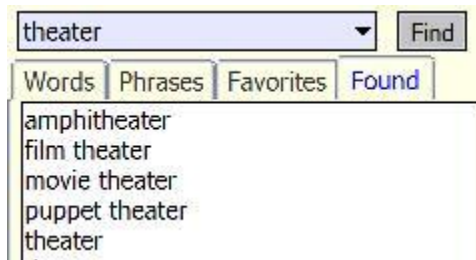 theater Find
Words Phrases Favorites Found
amphitheater
film theater
movie theater
puppet theater
theater